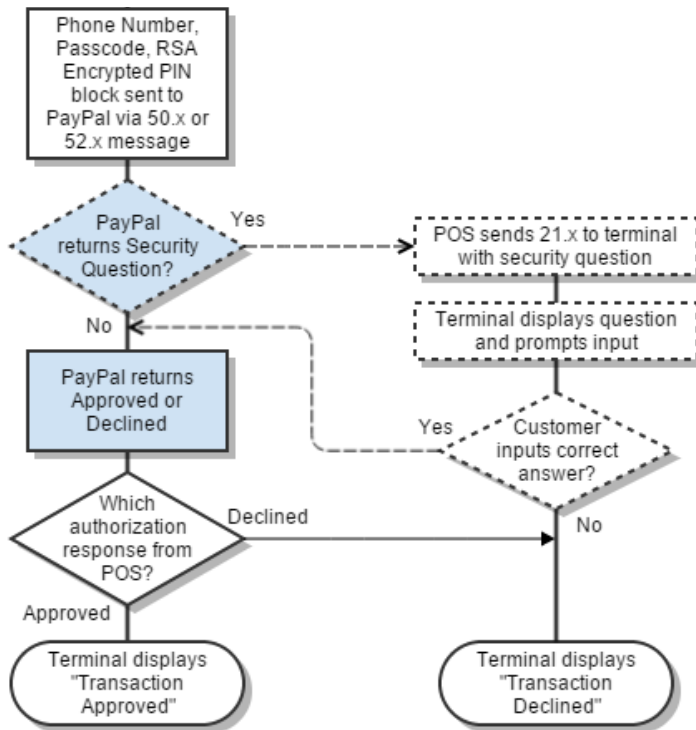 Phone Number,
Passcode, RSA
Encrypted PIN
block sent to
PayPal via 50.x or
52.x message
PayPal
returns Security
Question?
Yes
POS sends 21.x to terminal
with security question
Terminal displays question
and prompts input
No
PayPal returns
Approved or
Declined
Yes
Customer
inputs correct
answer?
No
Which
authorization
response from
POS?
Declined
Approved
Terminal displays
"Transaction
Approved"
Terminal displays
"Transaction
Declined"